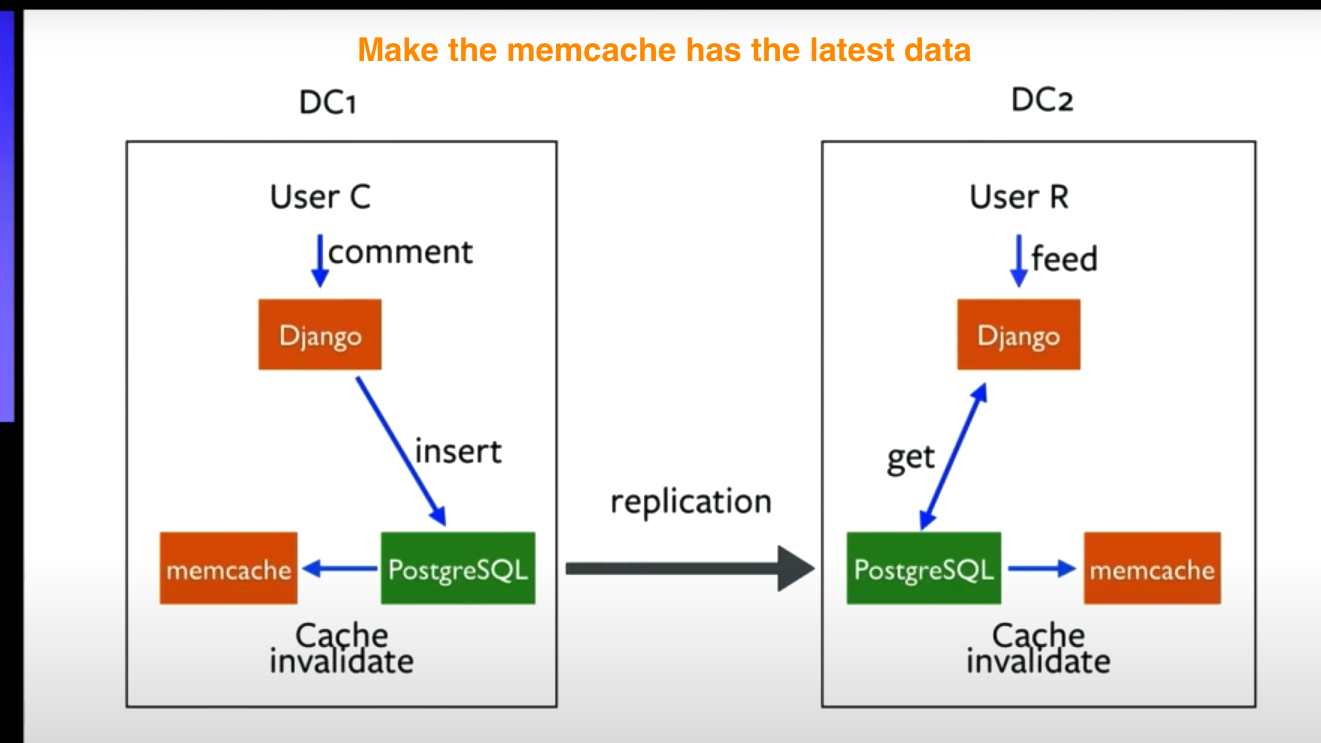 Make the memcache has the latest data
DC1
DC2
User C
User R
comment
feed
Django
Django
insert
get
replication
memcache
PostgreSQL
PostgreSQL
memcache
Cache
invalidate
Cache
invalidate